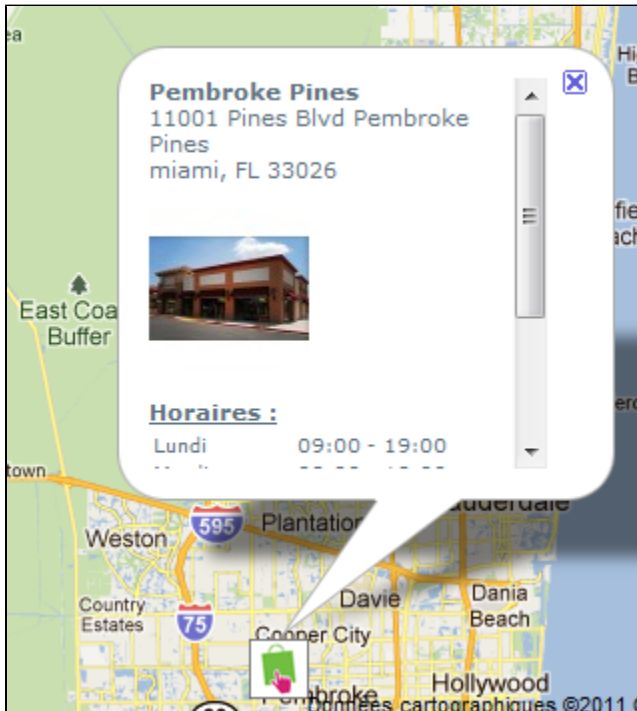 Pembroke Pines
11001 Pines Blvd Pembroke
Pines
miami, FL 33026
Horaires :
Lundi 09:00 - 19:00
East Coa
Buffer
town
595
Plantation
Weston
Country
Estates
75
Davie
Dania
Beach
Cooper City
Hollywood
Données cartographiques ©2011